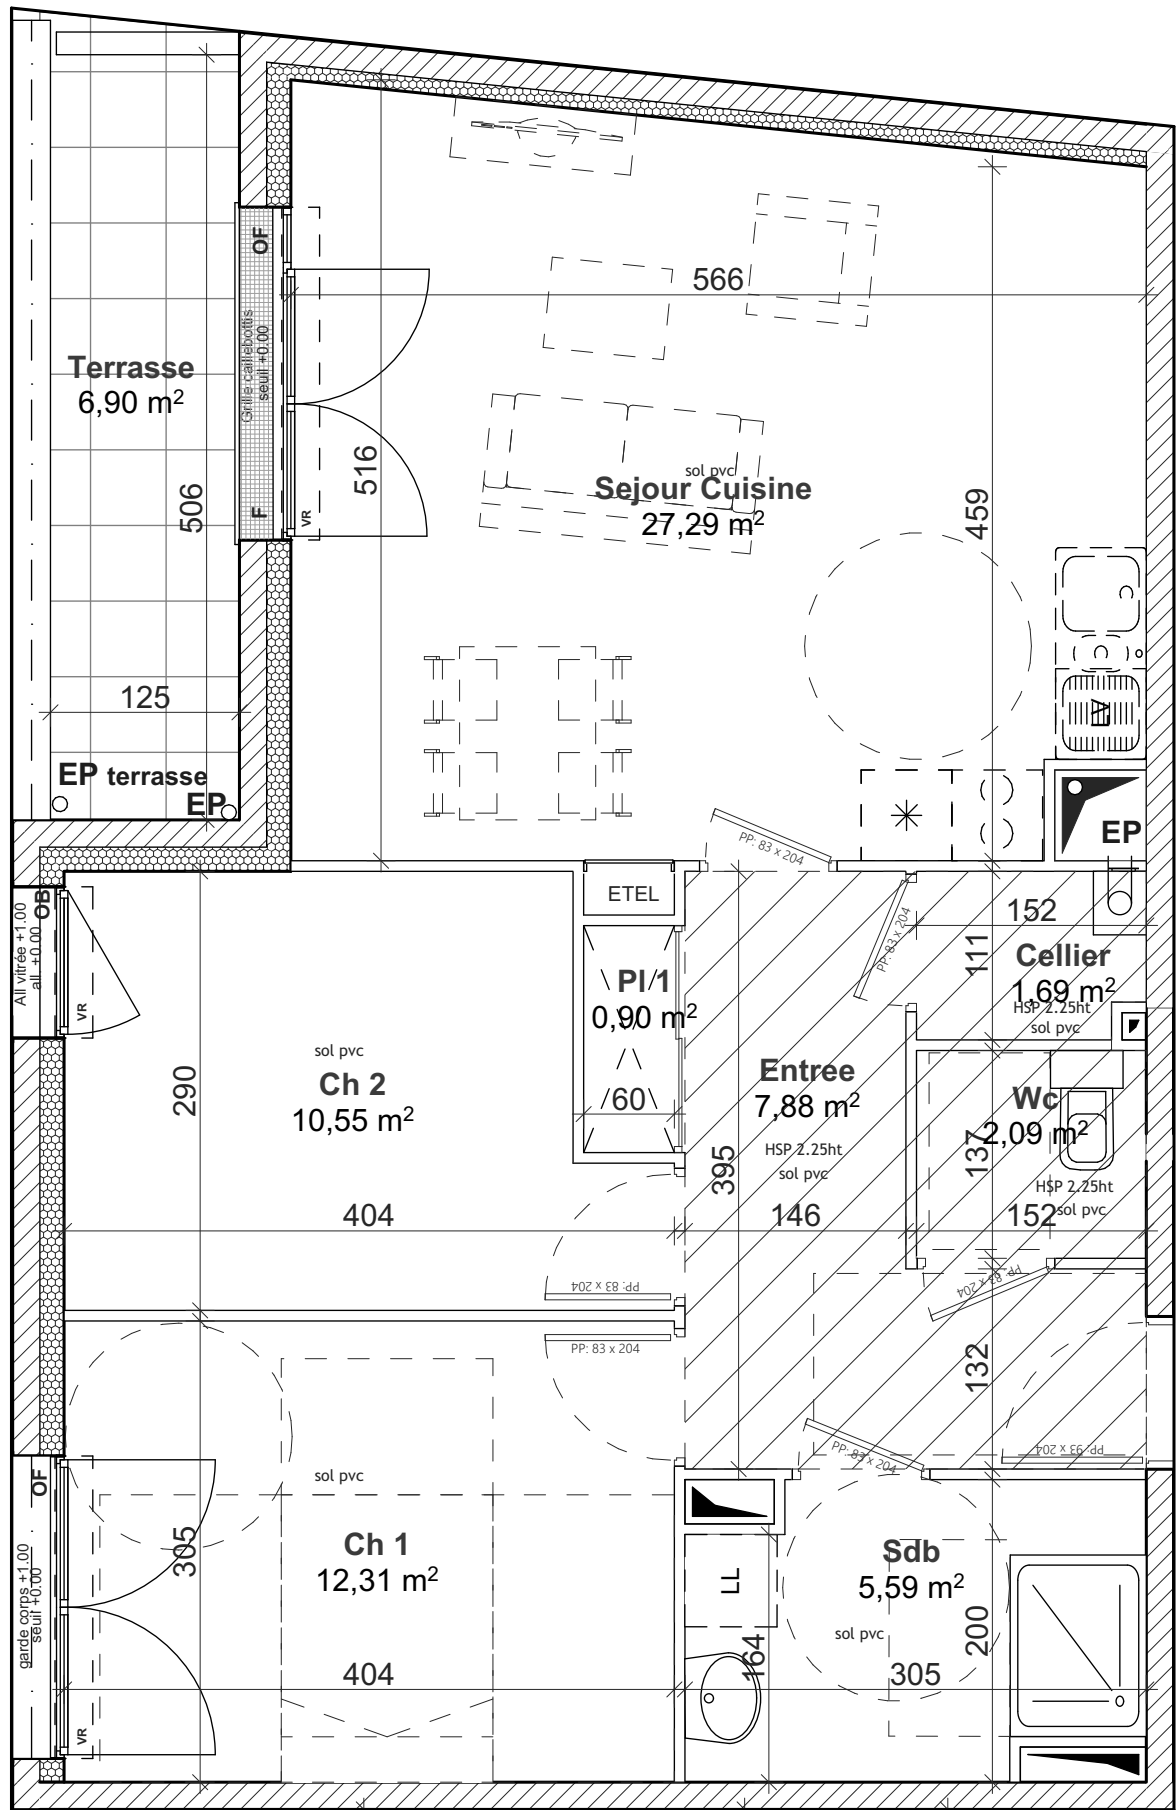 OF
Grille caillebottis
seuil +0.00
F
VR
566
Terrasse
6,90 m²
506
516
sol pvc
Sejour Cuisine
27,29 m²
459
125
LV
EP terrasse
EP
EP
PP: 83 x 204
ETEL
PP: 83 x 204
152
111
Cellier
1,69 m²
HSP 2.25ht
sol pvc
All vitrée +1.00
all. +0.00
OB
VR
Pl 1
0,90 m²
60
sol pvc
Ch 2
10,55 m²
290
404
PP: 83 x 204
Entree
7,88 m²
HSP 2.25ht
sol pvc
395
146
Wc
2,09 m²
137
HSP 2.25ht
sol pvc
152
PP: 83 x 204
PP: 83 x 204
132
PP: 83 x 204
PP: 93 x 204
OF
garde corps +1.00
seuil +0.00
VR
sol pvc
Ch 1
12,31 m²
305
404
LL
164
Sdb
5,59 m²
sol pvc
200
305